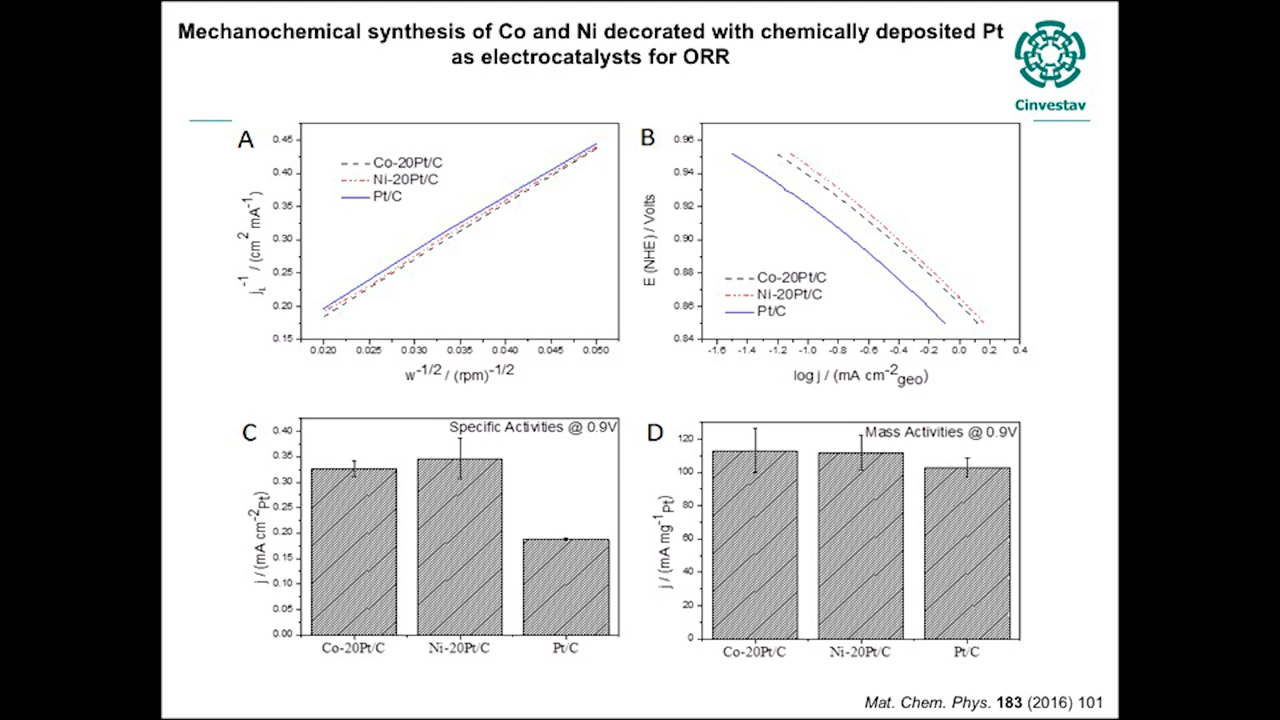 Mechanochemical synthesis of Co and Ni decorated with chemically deposited Pt
as electrocatalysts for ORR
Cinvestav
A
0.45
0.40
0.35
0.30
0.25
0.20
0.15
j_L^-1 / (cm^2 mA^-1)
Co-20Pt/C
Ni-20Pt/C
Pt/C
0.020 0.025 0.030 0.035 0.040 0.045 0.050
w^-1/2 / (rpm)^-1/2
B
0.96
0.94
0.92
0.90
0.88
0.86
0.84
E (NHE) / Volts
Co-20Pt/C
Ni-20Pt/C
Pt/C
-1.6 -1.4 -1.2 -1.0 -0.8 -0.6 -0.4 -0.2 0.0 0.2 0.4
log j / (mA cm^-2 geo)
C
Specific Activities @ 0.9V
0.40
0.35
0.30
0.25
0.20
0.15
0.10
0.05
0.00
j / (mA cm^-2 Pt)
Co-20Pt/C Ni-20Pt/C Pt/C
D
Mass Activities @ 0.9V
120
100
80
60
40
20
0
j / (mA mg^-1 Pt)
Co-20Pt/C Ni-20Pt/C Pt/C
Mat. Chem. Phys. 183 (2016) 101